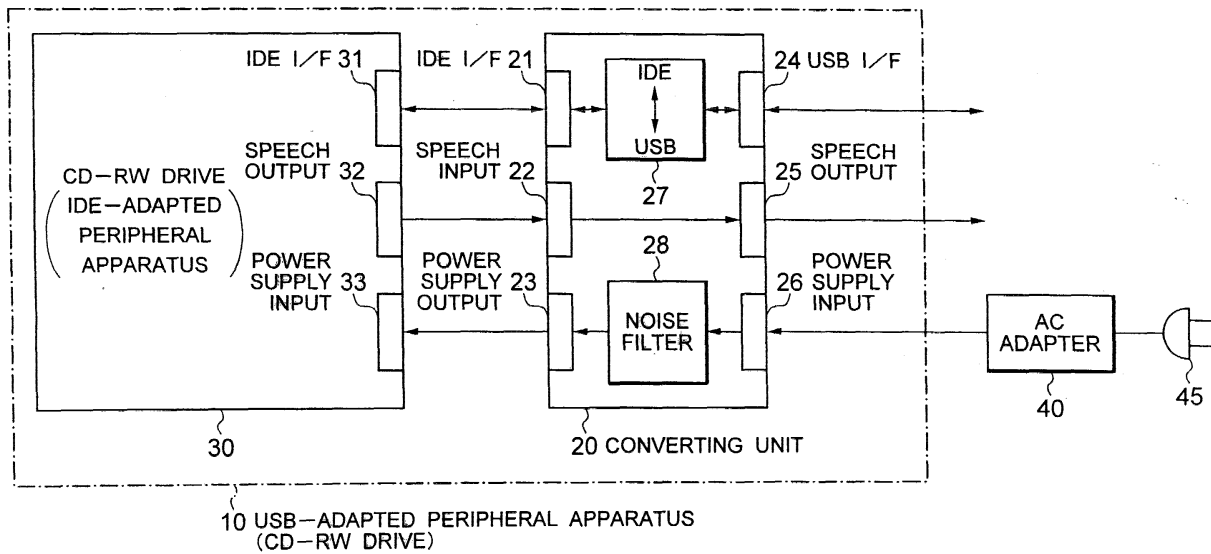 IDE I/F 31
IDE I/F 21
IDE
USB
27
24 USB I/F
SPEECH
OUTPUT
32
SPEECH
INPUT
22
25
SPEECH
OUTPUT
CD-RW DRIVE
IDE-ADAPTED
PERIPHERAL
APPARATUS
POWER
SUPPLY
INPUT
33
POWER
SUPPLY
OUTPUT
23
28
NOISE
FILTER
26
POWER
SUPPLY
INPUT
AC
ADAPTER
40
45
30
20 CONVERTING UNIT
10 USB-ADAPTED PERIPHERAL APPARATUS
(CD-RW DRIVE)